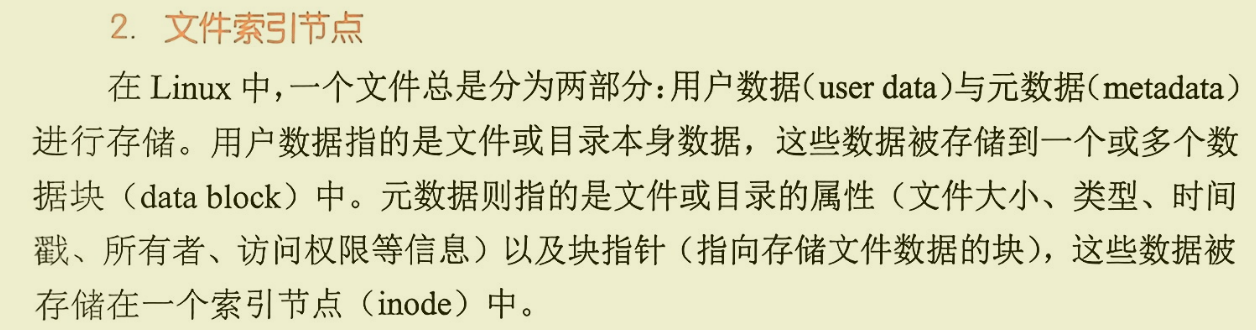 2. 文件索引节点
在 Linux 中,一个文件总是分为两部分:用户数据(user data)与元数据(metadata)
进行存储。用户数据指的是文件或目录本身数据，这些数据被存储到一个或多个数
据块（data block）中。元数据则指的是文件或目录的属性（文件大小、类型、时间
戳、所有者、访问权限等信息）以及块指针（指向存储文件数据的块），这些数据被
存储在一个索引节点（inode）中。